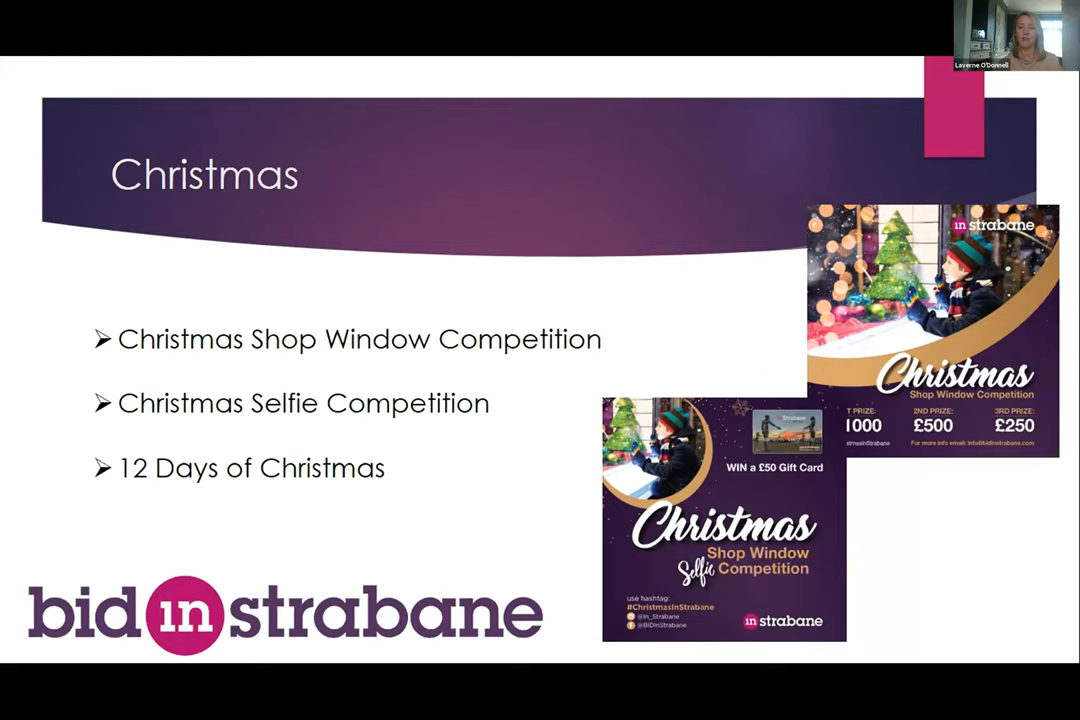 Laverne O'Donnell
Christmas
Christmas Shop Window Competition
Christmas Selfie Competition
12 Days of Christmas
bid in strabane
in strabane
Christmas
Shop Window Competition
T PRIZE:
1000
2ND PRIZE:
£500
3RD PRIZE:
£250
stmasInStrabane
For more info email: info@bidinstrabane.com
WIN a £50 Gift Card
Christmas
Shop Window
Selfie Competition
use hashtag:
#ChristmasInStrabane
@In_Strabane
@BIDInStrabane
in strabane